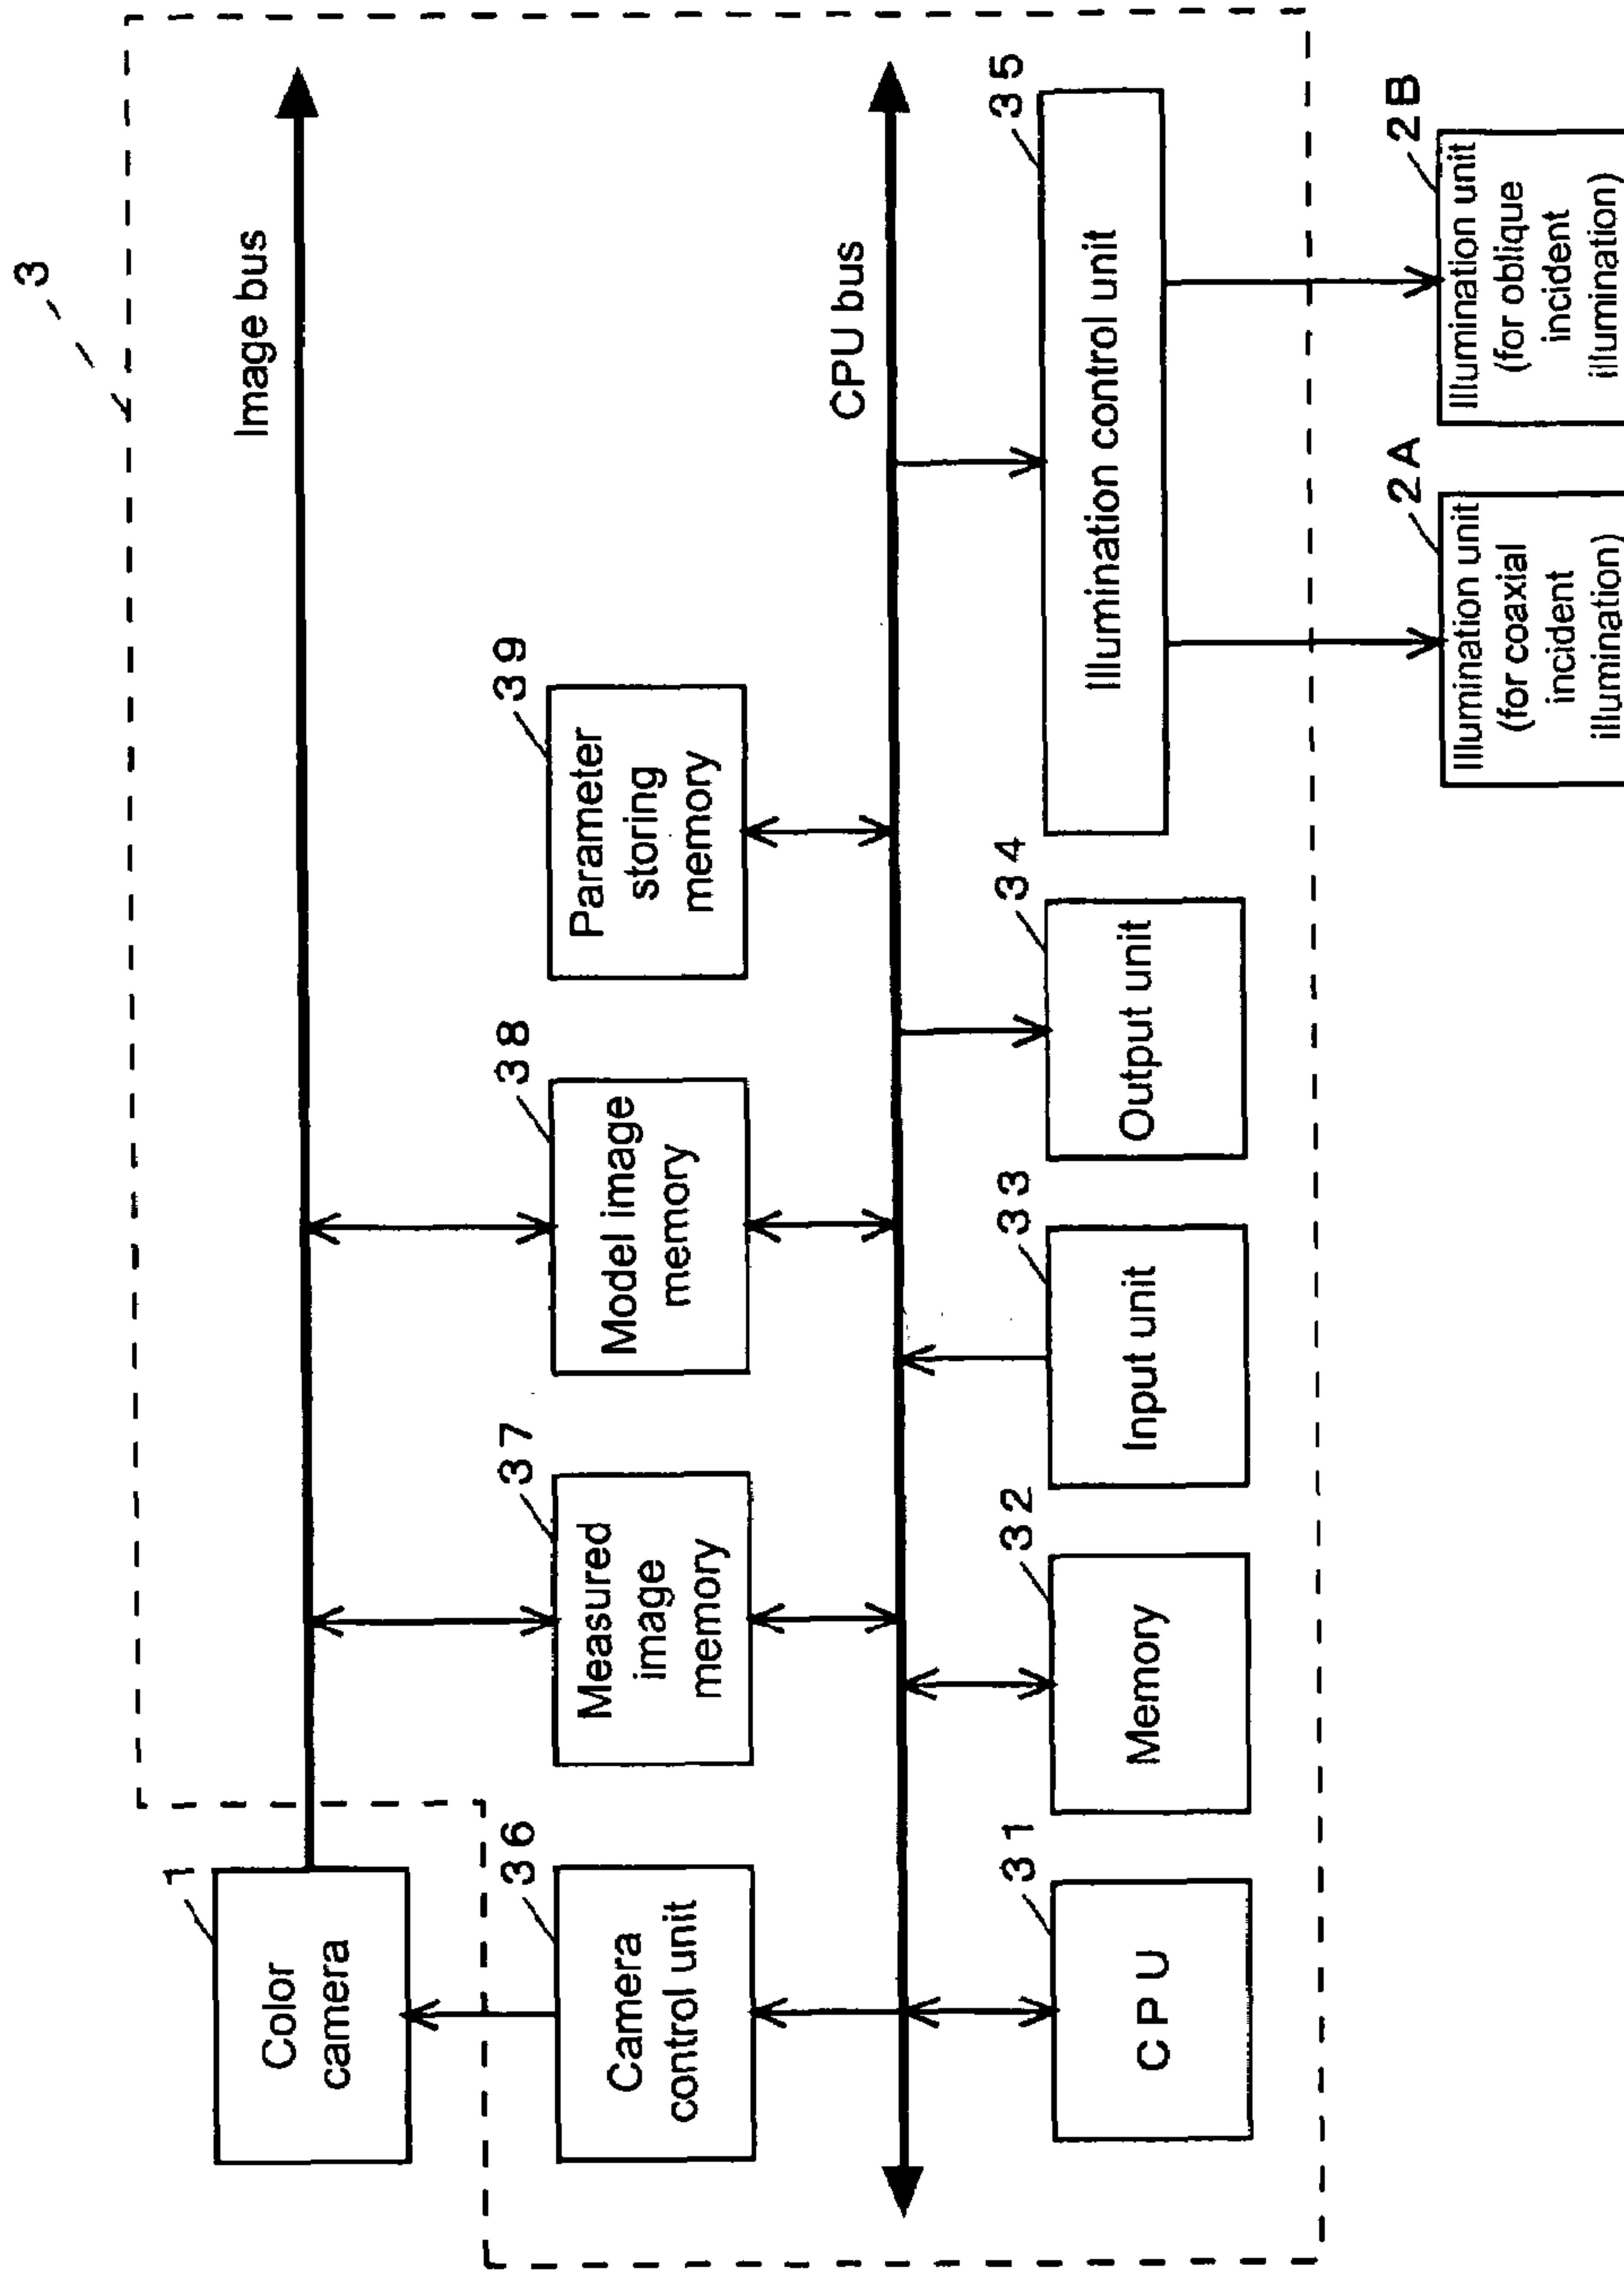 3
1
Color
camera
Image bus
36
Camera
control unit
37
Measured
image
memory
38
Model image
memory
39
Parameter
storing
memory
CPU bus
31
CPU
32
Memory
33
Input unit
34
Output unit
35
Illumination control unit
2A
Illumination unit
(for coaxial
incident
illumination)
2B
Illumination unit
(for oblique
incident
illumination)